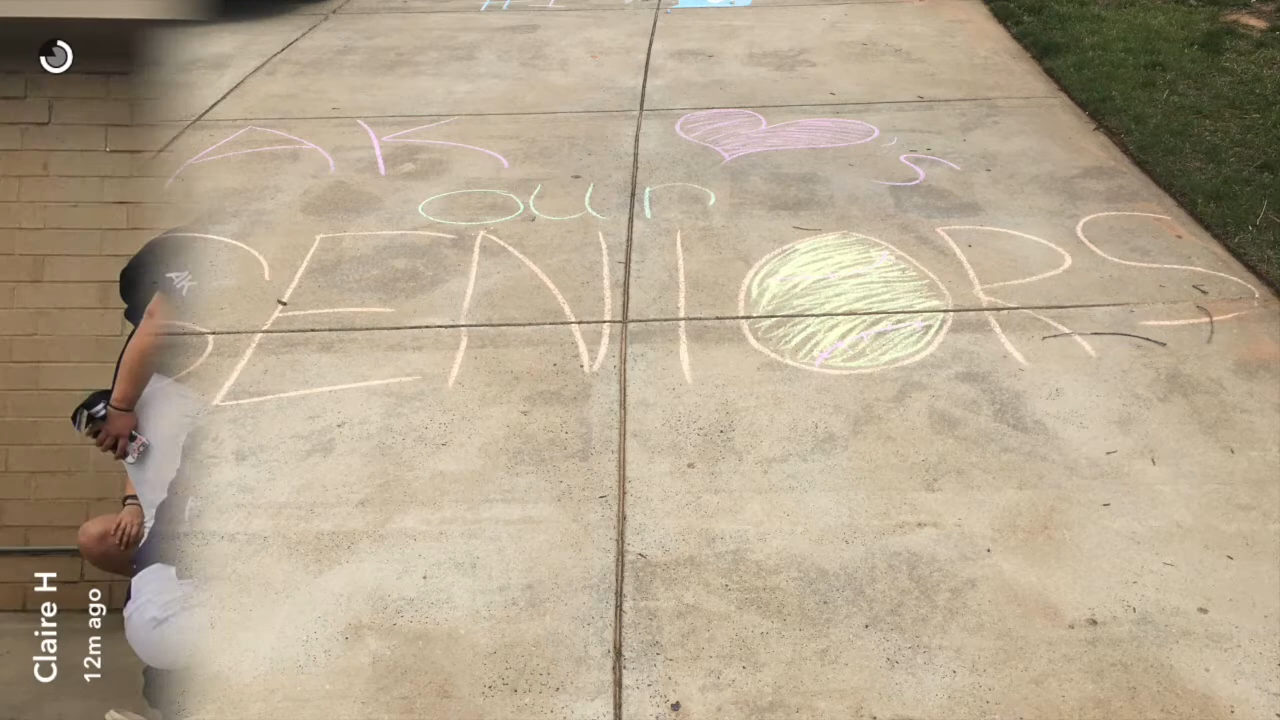 AK ♥'s
our
SENIORS
AK
Claire H
12m ago